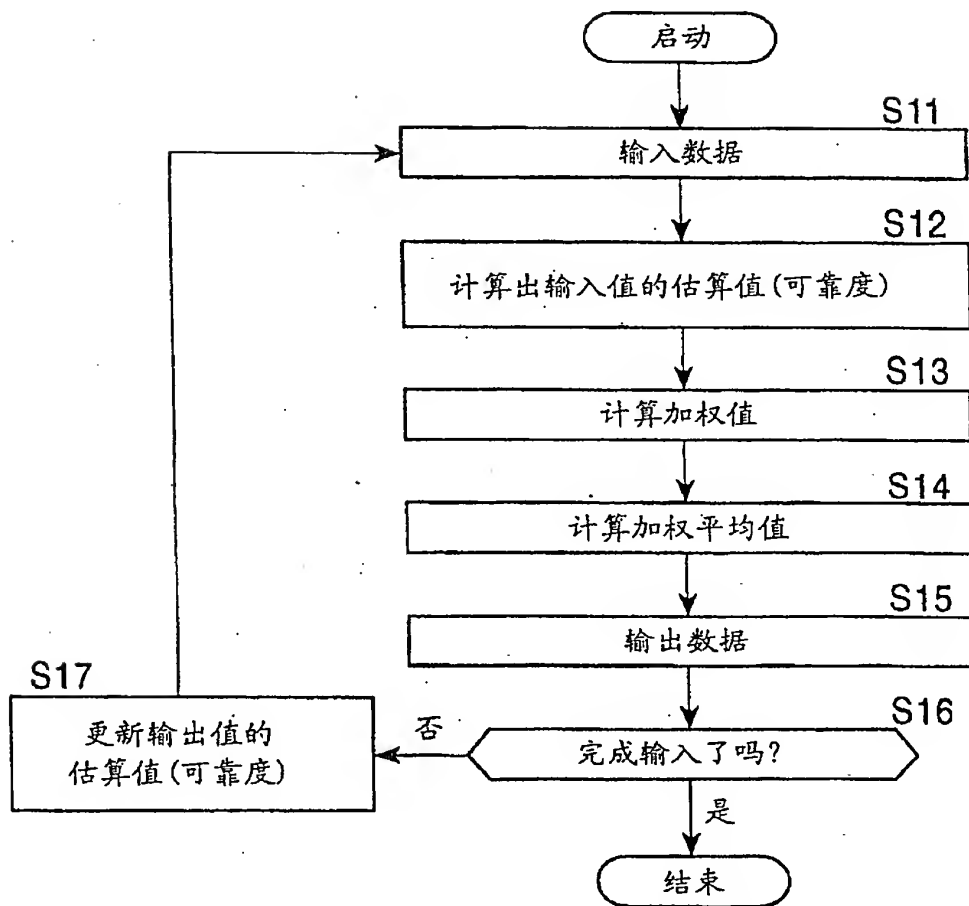 启动
S11
输入数据
S12
计算出输入值的估算值(可靠度)
S13
计算加权值
S14
计算加权平均值
S15
输出数据
S16
完成输入了吗?
否
S17
更新输出值的
估算值(可靠度)
是
结束